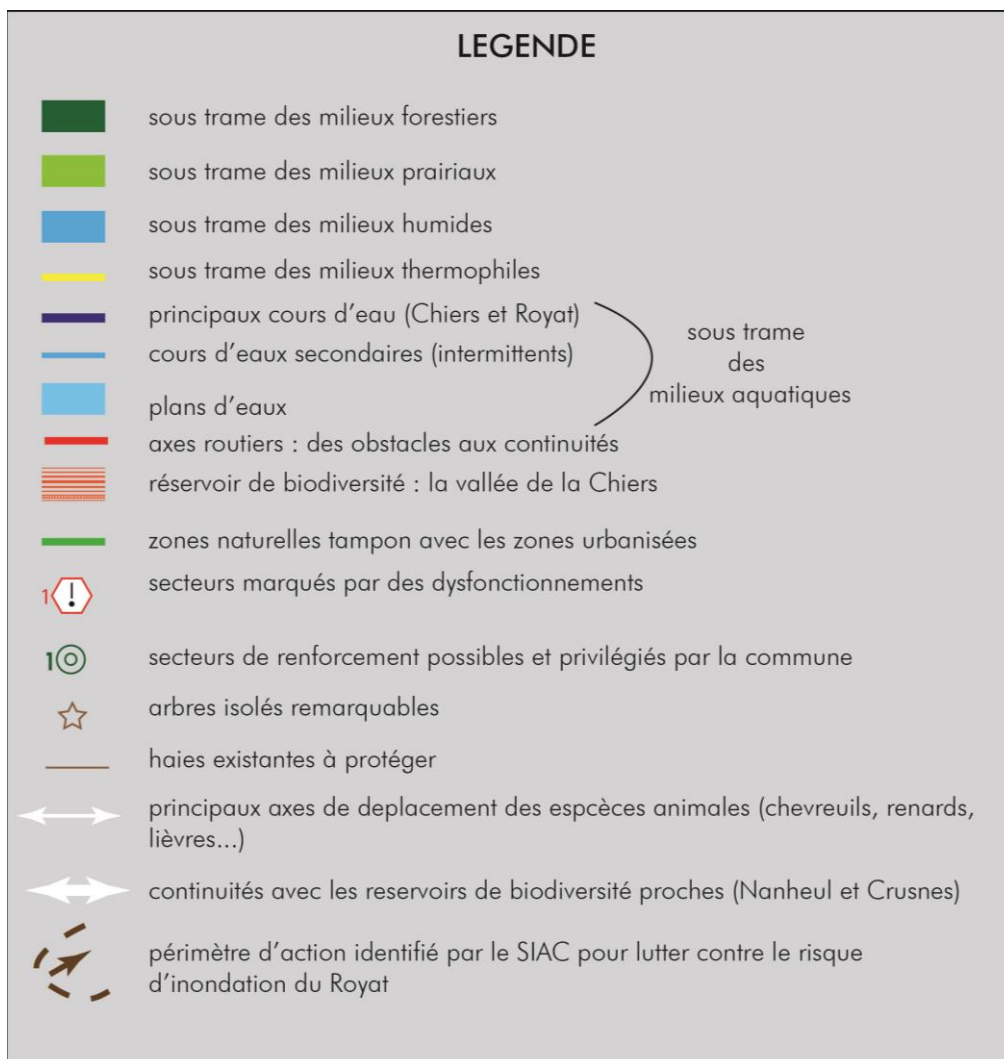 LEGENDE
sous trame des milieux forestiers
sous trame des milieux prairiaux
sous trame des milieux humides
sous trame des milieux thermophiles
principaux cours d'eau (Chiers et Royat)
cours d'eaux secondaires (intermittents)
plans d'eaux
sous trame
des
milieux aquatiques
axes routiers : des obstacles aux continuités
réservoir de biodiversité : la vallée de la Chiers
zones naturelles tampon avec les zones urbanisées
1 ! secteurs marqués par des dysfonctionnements
1 secteurs de renforcement possibles et privilégiés par la commune
arbres isolés remarquables
haies existantes à protéger
principaux axes de deplacement des espcèces animales (chevreuils, renards,
lièvres...)
continuités avec les reservoirs de biodiversité proches (Nanheul et Crusnes)
périmètre d'action identifié par le SIAC pour lutter contre le risque
d'inondation du Royat